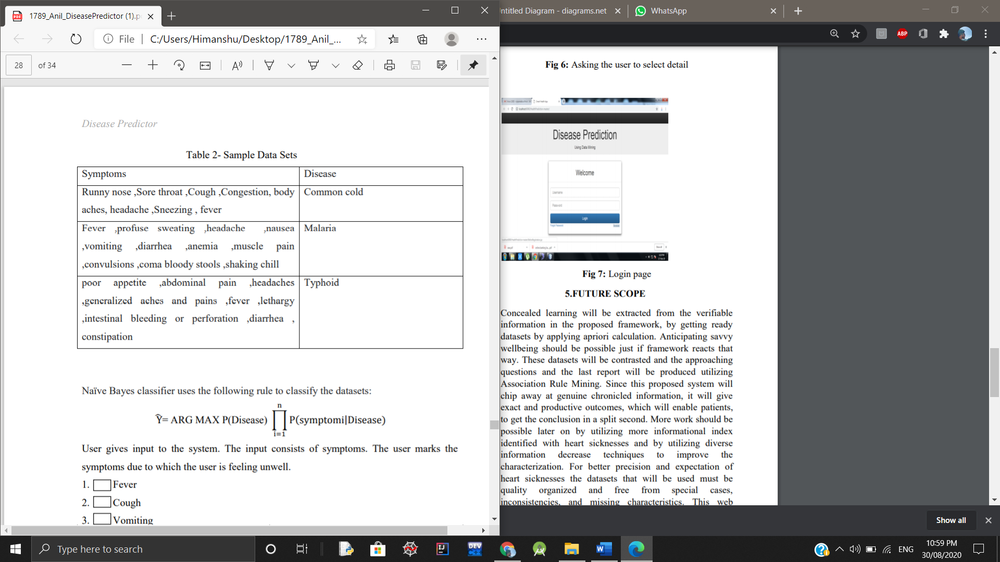 1789_Anil_DiseasePredictor (1).p
File
C:/Users/Himanshu/Desktop/1789_Anil_...
28 of 34
Disease Predictor
Table 2- Sample Data Sets
Symptoms Disease
Runny nose ,Sore throat ,Cough ,Congestion, body Common cold
aches, headache ,Sneezing , fever
Fever ,profuse sweating ,headache ,nausea Malaria
,vomiting ,diarrhea ,anemia ,muscle pain
,convulsions ,coma bloody stools ,shaking chill
poor appetite ,abdominal pain ,headaches Typhoid
,generalized aches and pains ,fever ,lethargy
,intestinal bleeding or perforation ,diarrhea ,
constipation
Naïve Bayes classifier uses the following rule to classify the datasets:
n
Ŷ= ARG MAX P(Disease) ∏ P(symptomi|Disease)
i=1
User gives input to the system. The input consists of symptoms. The user marks the
symptoms due to which the user is feeling unwell.
1. Fever
2. Cough
3. Vomiting
ntitled Diagram - diagrams.net
WhatsApp
ABP
Fig 6: Asking the user to select detail
Disease Prediction
Using Data Mining
Welcome
Username
Password
Login
Forgot Password
Fig 7: Login page
5.FUTURE SCOPE
Concealed learning will be extracted from the verifiable
information in the proposed framework, by getting ready
datasets by applying apriori calculation. Anticipating savvy
wellbeing should be possible just if framework reacts that
way. These datasets will be contrasted and the approaching
questions and the last report will be produced utilizing
Association Rule Mining. Since this proposed system will
chip away at genuine chronicled information, it will give
exact and productive outcomes, which will enable patients,
to get the conclusion in a split second. More work should be
possible later on by utilizing more informational index
identified with heart sicknesses and by utilizing diverse
information decrease techniques to improve the
characterization. For better precision and expectation of
heart sicknesses the datasets that will be used must be
quality organized and free from special cases,
inconsistencies, and missing characteristics. This web
Show all
Type here to search
DEV
C++
IJ
ENG
10:59 PM
30/08/2020